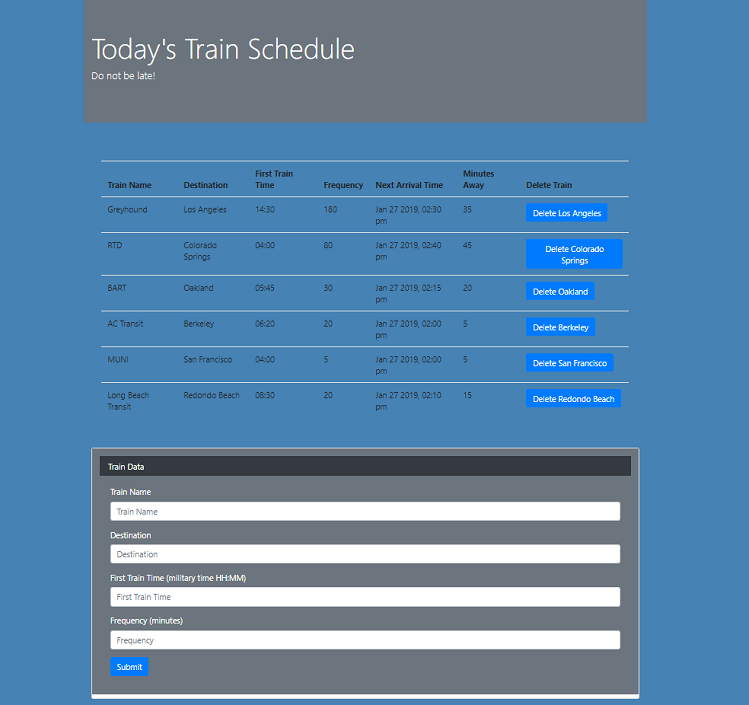 Today's Train Schedule
Do not be late!
First Train Minutes
Train Name Destination Time Frequency Next Arrival Time Away Delete Train
Greyhound Los Angeles 14:30 180 Jan 27 2019, 02:30 35 Delete Los Angeles
pm
RTD Colorado 04:00 80 Jan 27 2019, 02:40 45 Delete Colorado
Springs pm Springs
BART Oakland 05:45 30 Jan 27 2019, 02:15 20 Delete Oakland
pm
AC Transit Berkeley 06:20 20 Jan 27 2019, 02:00 5 Delete Berkeley
pm
MUNI San Francisco 04:00 5 Jan 27 2019, 02:00 5 Delete San Francisco
pm
Long Beach Redondo Beach 08:30 20 Jan 27 2019, 02:10 15 Delete Redondo Beach
Transit pm
Train Data
Train Name
Train Name
Destination
Destination
First Train Time (military time HH:MM)
First Train Time
Frequency (minutes)
Frequency
Submit